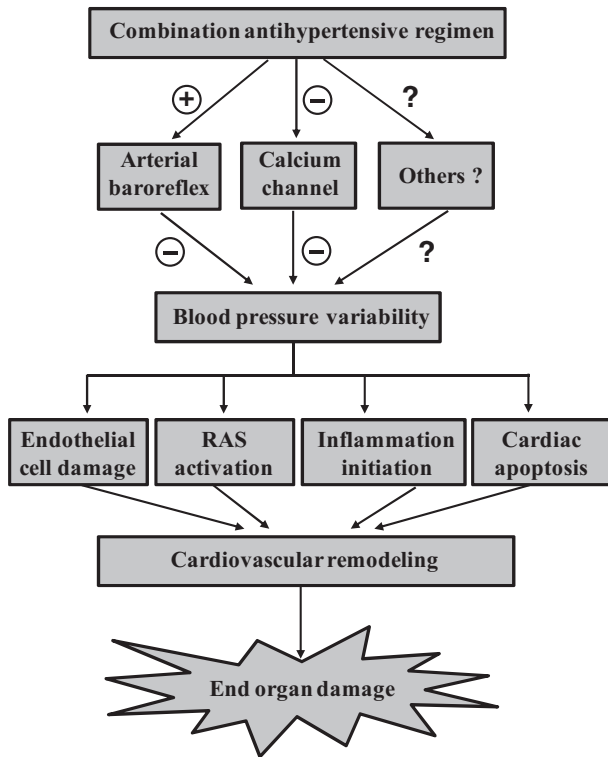 Combination antihypertensive regimen
+ − ?
Arterial
baroreflex
Calcium
channel
Others ?
− − ?
Blood pressure variability
Endothelial
cell damage
RAS
activation
Inflammation
initiation
Cardiac
apoptosis
Cardiovascular remodeling
End organ damage